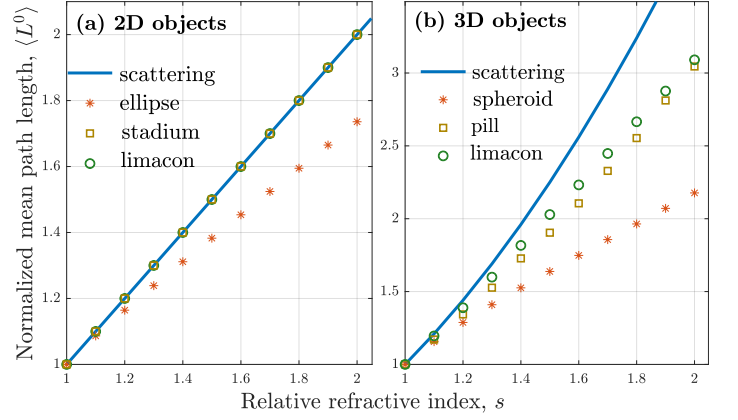 (a) 2D objects
scattering
ellipse
stadium
limacon
2
1.8
1.6
1.4
1.2
1
1 1.2 1.4 1.6 1.8 2
Normalized mean path length, ⟨L⁰⟩
(b) 3D objects
scattering
spheroid
pill
limacon
3
2.5
2
1.5
1
1 1.2 1.4 1.6 1.8 2
Relative refractive index, s